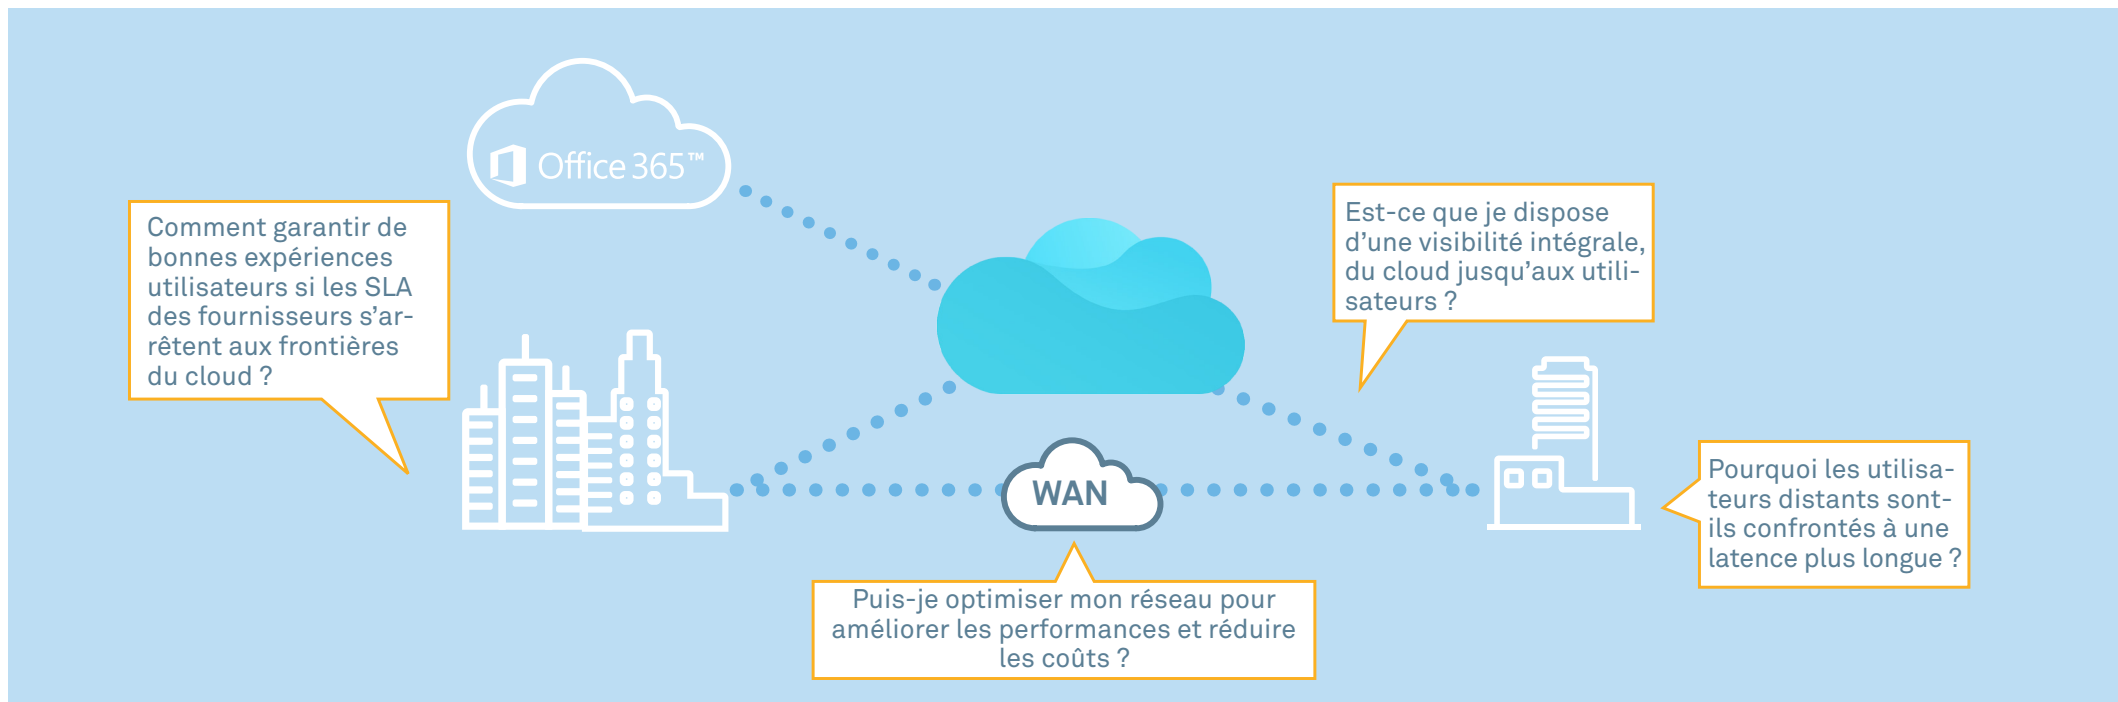 Office 365™
Comment garantir de
bonnes expériences
utilisateurs si les SLA
des fournisseurs s’ar-
rêtent aux frontières
du cloud ?
Est-ce que je dispose
d’une visibilité intégrale,
du cloud jusqu’aux utili-
sateurs ?
WAN
Pourquoi les utilisa-
teurs distants sont-
ils confrontés à une
latence plus longue ?
Puis-je optimiser mon réseau pour
améliorer les performances et réduire
les coûts ?